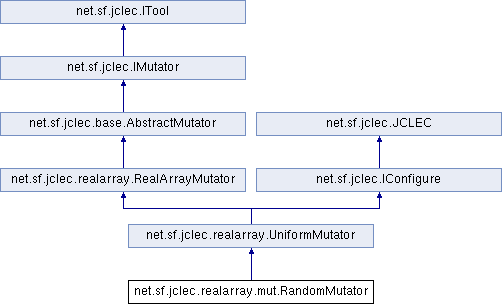 net.sf.jclec.ITool
net.sf.jclec.IMutator
net.sf.jclec.base.AbstractMutator
net.sf.jclec.JCLEC
net.sf.jclec.realarray.RealArrayMutator
net.sf.jclec.IConfigure
net.sf.jclec.realarray.UniformMutator
net.sf.jclec.realarray.mut.RandomMutator